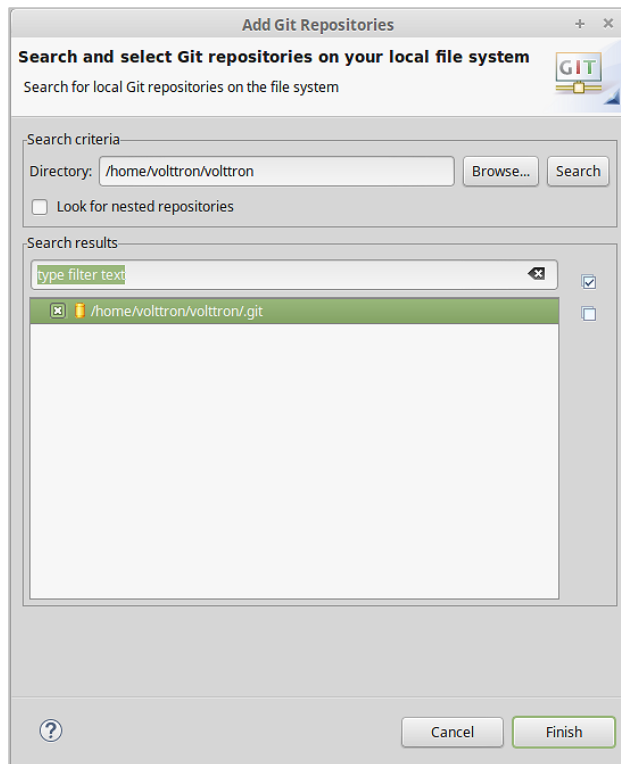 Add Git Repositories
Search and select Git repositories on your local file system
Search for local Git repositories on the file system
GIT
Search criteria
Directory: /home/volttron/volttron Browse... Search
Look for nested repositories
Search results
type filter text
/home/volttron/volttron/.git
Cancel Finish